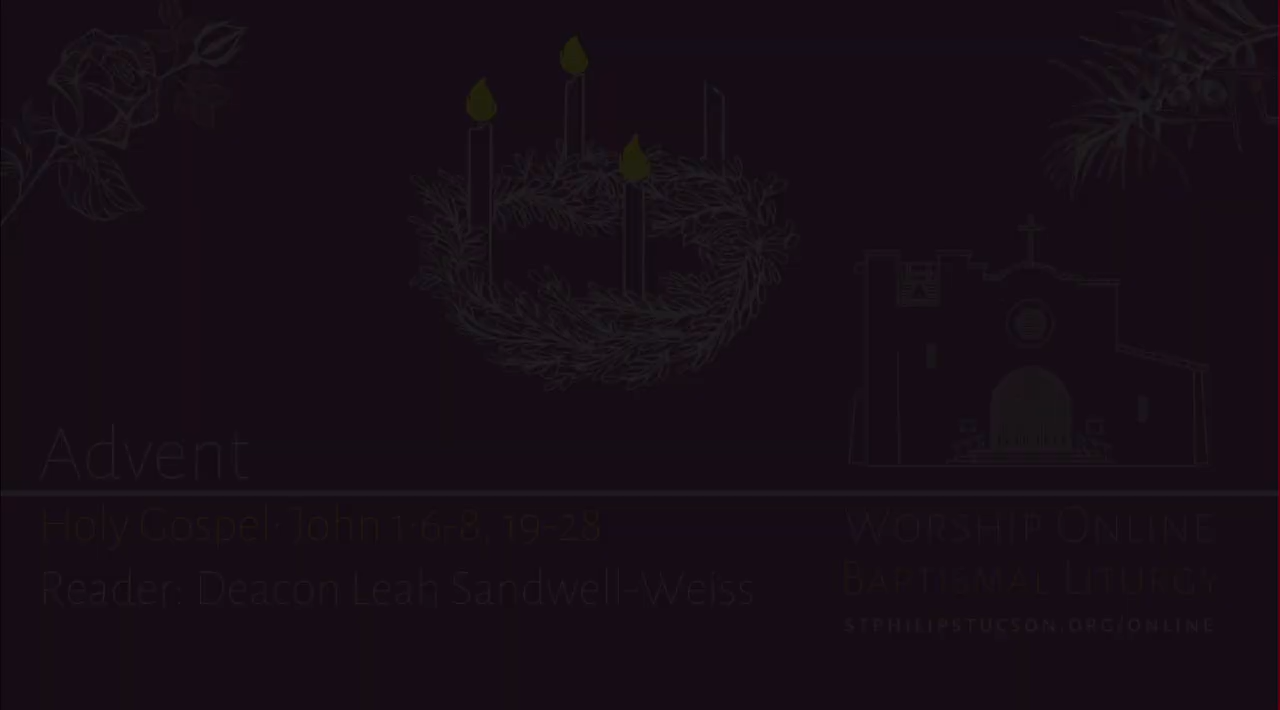 Advent
Holy Gospel: John 1:6-8, 19-28
Reader: Deacon Leah Sandwell-Weiss
WORSHIP ONLINE
BAPTISMAL LITURGY
STPHILIPSTUCSON.ORG/ONLINE